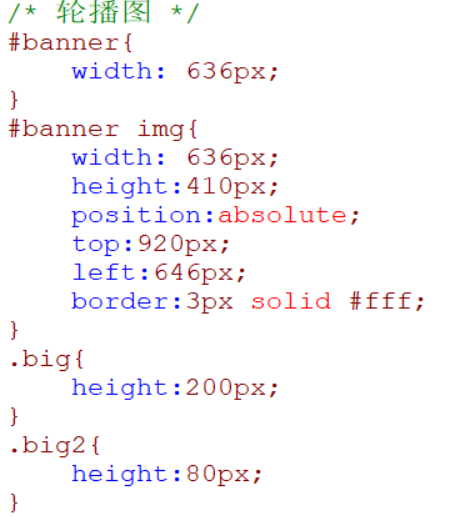 /* 轮播图 */
#banner{
    width: 636px;
}
#banner img{
    width: 636px;
    height:410px;
    position:absolute;
    top:920px;
    left:646px;
    border:3px solid #fff;
}
.big{
    height:200px;
}
.big2{
    height:80px;
}